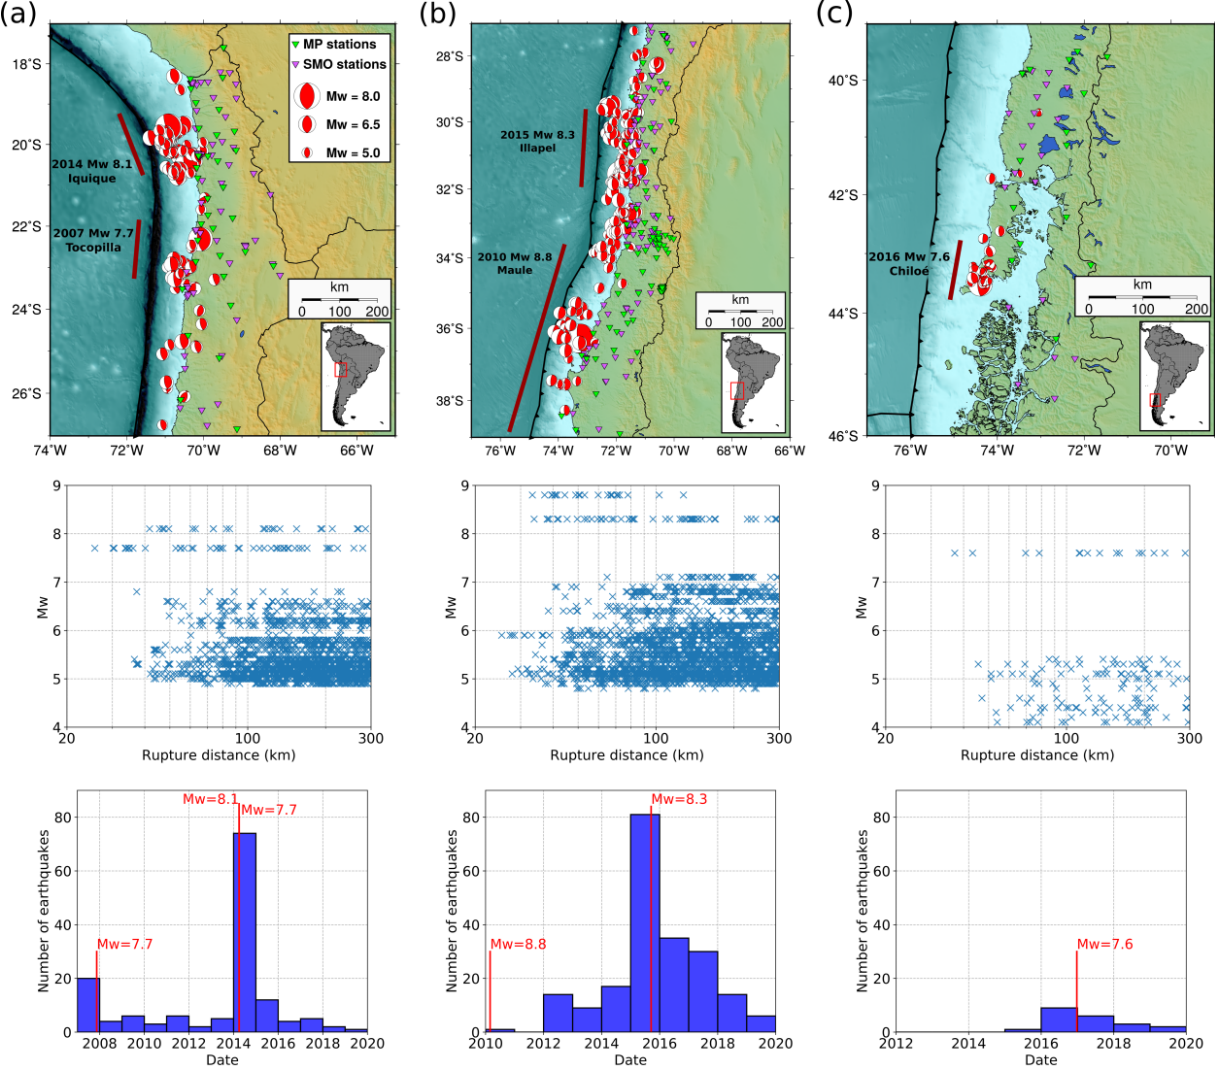 (a)
18°S
20°S
22°S
24°S
26°S
74°W
72°W
70°W
68°W
66°W
MP stations
SMO stations
Mw = 8.0
Mw = 6.5
Mw = 5.0
2014 Mw 8.1
Iquique
2007 Mw 7.7
Tocopilla
km
0 100 200
(b)
28°S
30°S
32°S
34°S
36°S
38°S
72°W
70°W
68°W
66°W
2015 Mw 8.3
Illapel
2010 Mw 8.8
Maule
km
0 100 200
(c)
40°S
42°S
44°S
46°S
76°W
74°W
72°W
70°W
2016 Mw 7.6
Chiloé
km
0 100 200
9
8
7
6
5
4
Mw
20
100
300
Rupture distance (km)
9
8
7
6
5
4
Mw
20
100
300
Rupture distance (km)
9
8
7
6
5
4
Mw
20
100
300
Rupture distance (km)
Mw=8.1
Mw=7.7
Mw=7.7
80
60
40
20
0
Number of earthquakes
2008 2010 2012 2014 2016 2018 2020
Date
Mw=8.3
Mw=8.8
80
60
40
20
0
Number of earthquakes
2010 2012 2014 2016 2018 2020
Date
Mw=7.6
80
60
40
20
0
Number of earthquakes
2012 2014 2016 2018 2020
Date